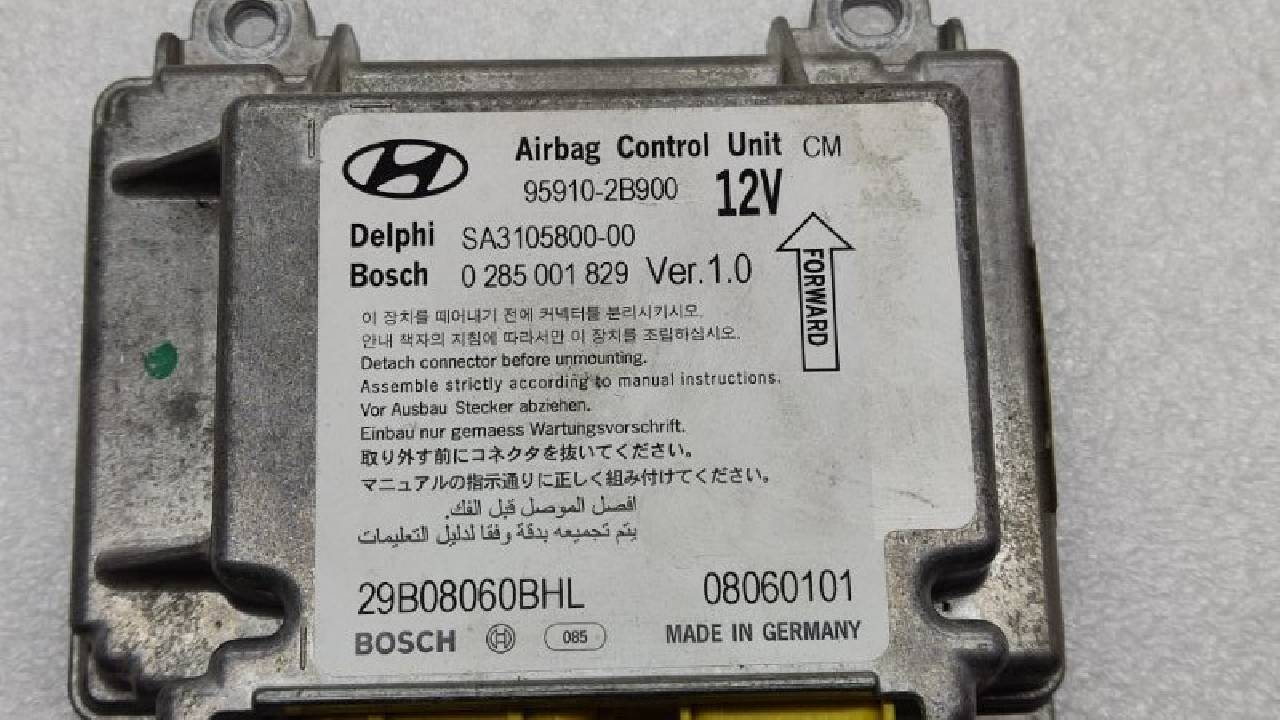 Airbag Control Unit CM
95910-2B900 12V
Delphi SA3105800-00
Bosch 0 285 001 829 Ver.1.0
FORWARD
이 장치를 떼어내기 전에 커넥터를 분리시키시오.
안내 책자의 지침에 따라서만 이 장치를 조립하십시오.
Detach connector before unmounting.
Assemble strictly according to manual instructions.
Vor Ausbau Stecker abziehen.
Einbau nur gemaess Wartungsvorschrift.
取り外す前にコネクタを抜いてください。
マニュアルの指示通りに正しく組み付けてください。
افصل الموصل قبل الفك.
يتم تجميعه بدقة وفقا لدليل التعليمات
29B08060BHL 08060101
BOSCH 085 MADE IN GERMANY